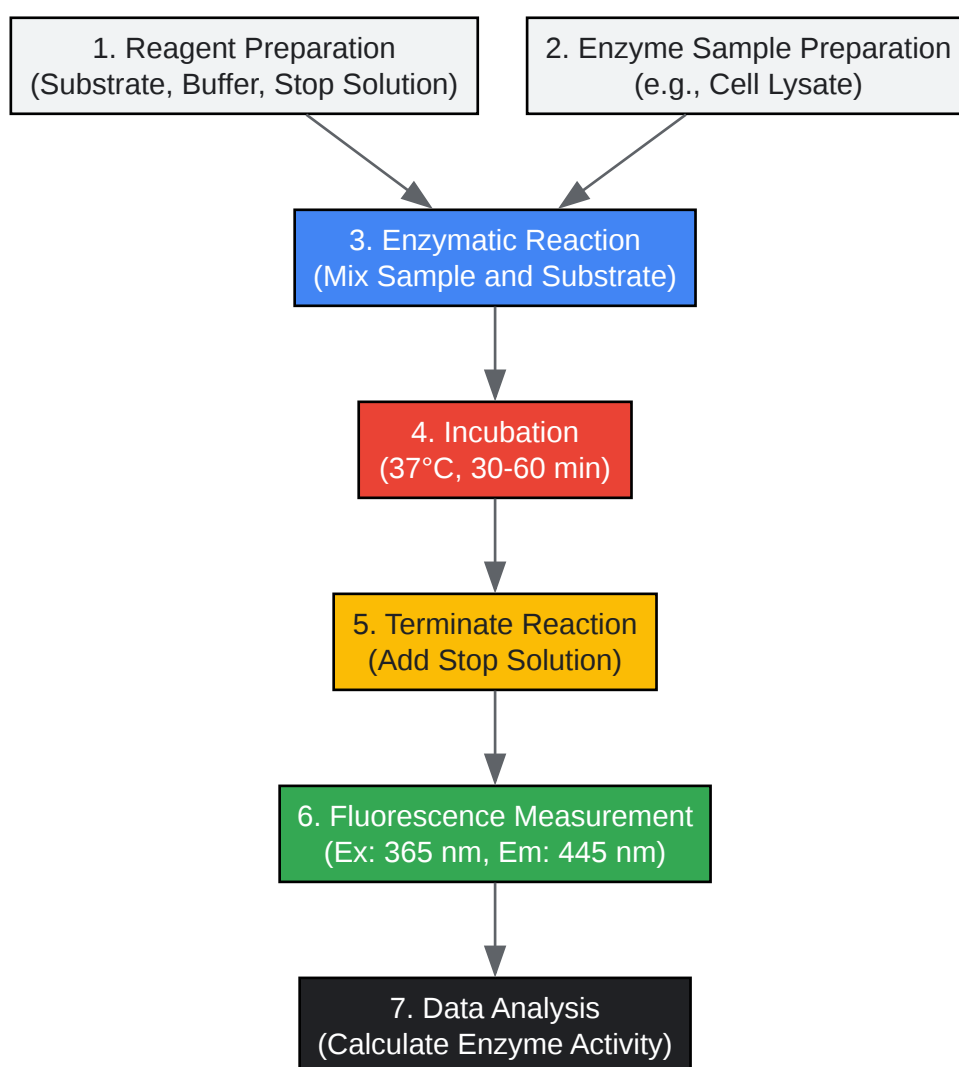 1. Reagent Preparation
(Substrate, Buffer, Stop Solution)
2. Enzyme Sample Preparation
(e.g., Cell Lysate)
3. Enzymatic Reaction
(Mix Sample and Substrate)
4. Incubation
(37°C, 30-60 min)
5. Terminate Reaction
(Add Stop Solution)
6. Fluorescence Measurement
(Ex: 365 nm, Em: 445 nm)
7. Data Analysis
(Calculate Enzyme Activity)